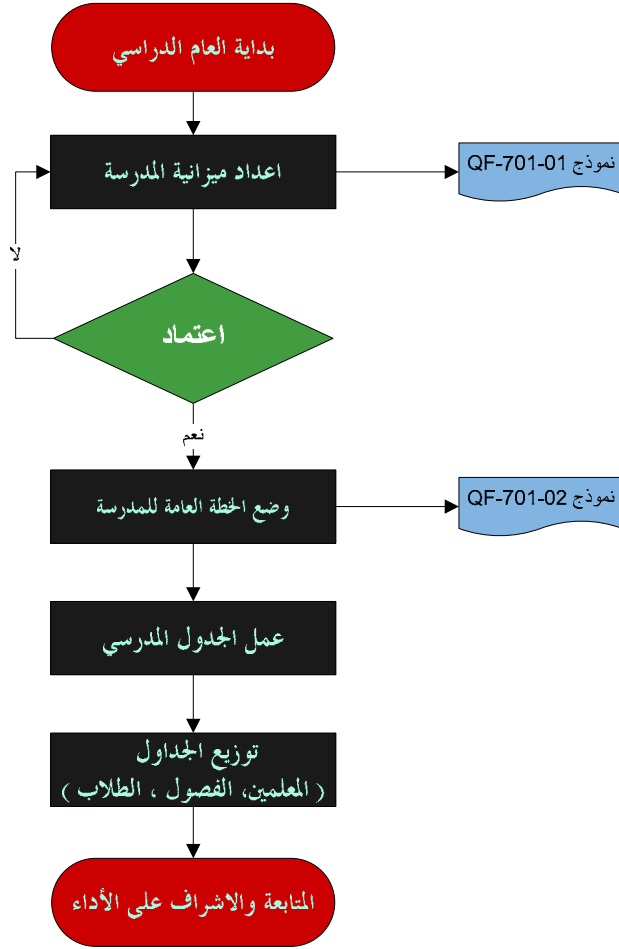 بداية العام الدراسي
اعداد ميزانية المدرسة
نموذج QF-701-01
لا
اعتماد
نعم
وضع الخطة العامة للمدرسة
نموذج QF-701-02
عمل الجدول المدرسي
توزيع الجداول
( المعلمين، الفصول ، الطلاب )
المتابعة والاشراف على الأداء